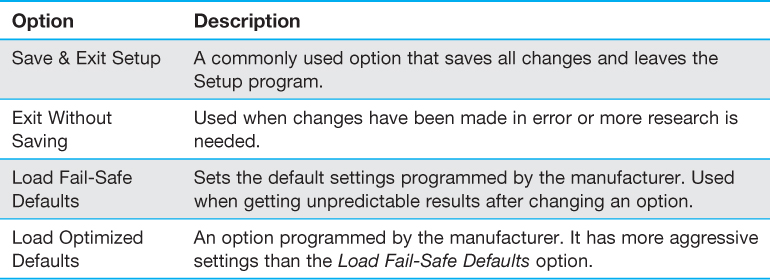 Option Description
Save & Exit Setup A commonly used option that saves all changes and leaves the
Setup program.
Exit Without Used when changes have been made in error or more research is
Saving needed.
Load Fail-Safe Sets the default settings programmed by the manufacturer. Used
Defaults when getting unpredictable results after changing an option.
Load Optimized An option programmed by the manufacturer. It has more aggressive
Defaults settings than the Load Fail-Safe Defaults option.